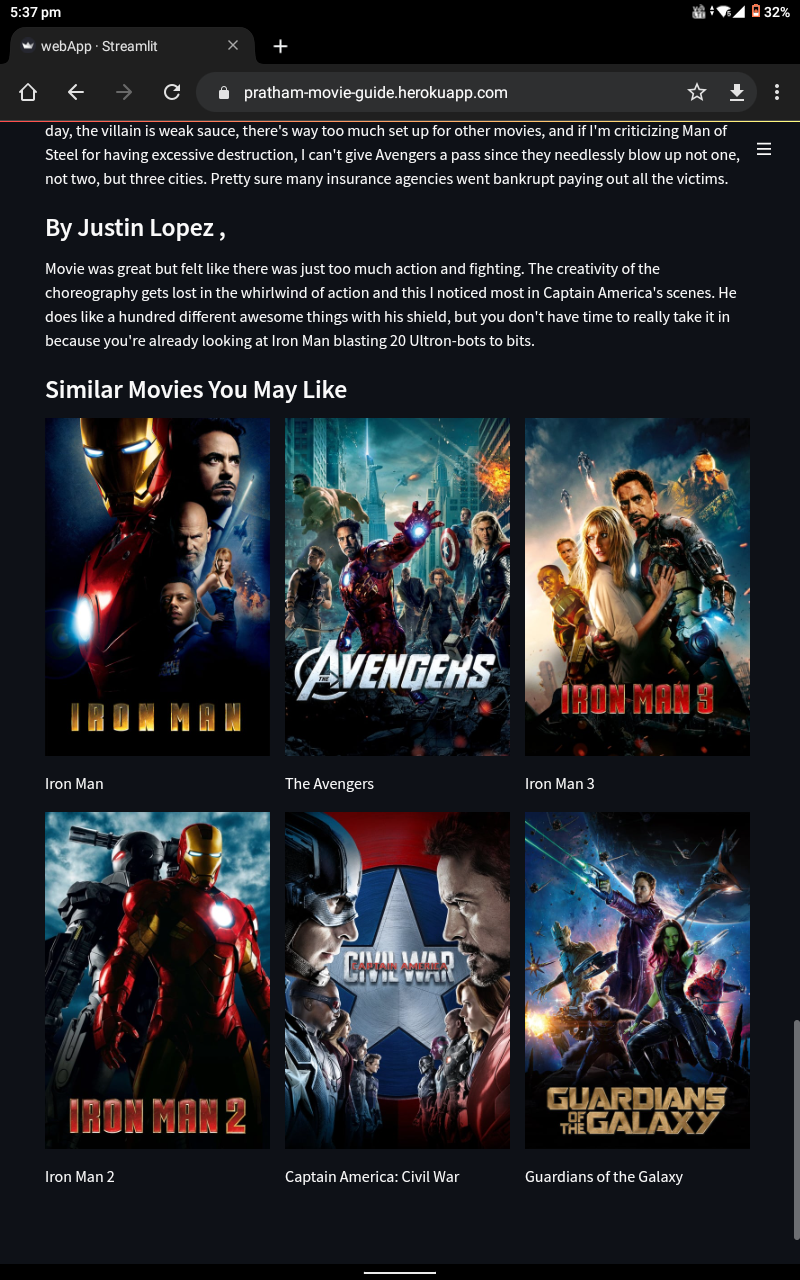 5:37 pm
32%
webApp · Streamlit
pratham-movie-guide.herokuapp.com
day, the villain is weak sauce, there's way too much set up for other movies, and if I'm criticizing Man of
Steel for having excessive destruction, I can't give Avengers a pass since they needlessly blow up not one,
not two, but three cities. Pretty sure many insurance agencies went bankrupt paying out all the victims.
By Justin Lopez ,
Movie was great but felt like there was just too much action and fighting. The creativity of the
choreography gets lost in the whirlwind of action and this I noticed most in Captain America's scenes. He
does like a hundred different awesome things with his shield, but you don't have time to really take it in
because you're already looking at Iron Man blasting 20 Ultron-bots to bits.
Similar Movies You May Like
IRON MAN
THE AVENGERS
IRON MAN 3
Iron Man
The Avengers
Iron Man 3
IRON MAN 2
CAPTAIN AMERICA
CIVIL WAR
GUARDIANS
OF THE
GALAXY
Iron Man 2
Captain America: Civil War
Guardians of the Galaxy